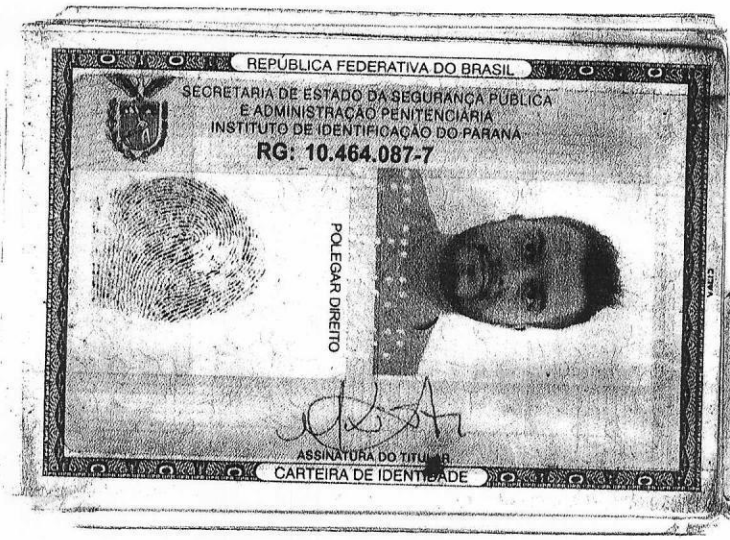 REPÚBLICA FEDERATIVA DO BRASIL
SECRETARIA DE ESTADO DA SEGURANÇA PÚBLICA
E ADMINISTRAÇÃO PENITENCIÁRIA
INSTITUTO DE IDENTIFICAÇÃO DO PARANÁ
RG: 10.464.087-7
POLEGAR DIREITO
ASSINATURA DO TITULAR
CARTEIRA DE IDENTIDADE